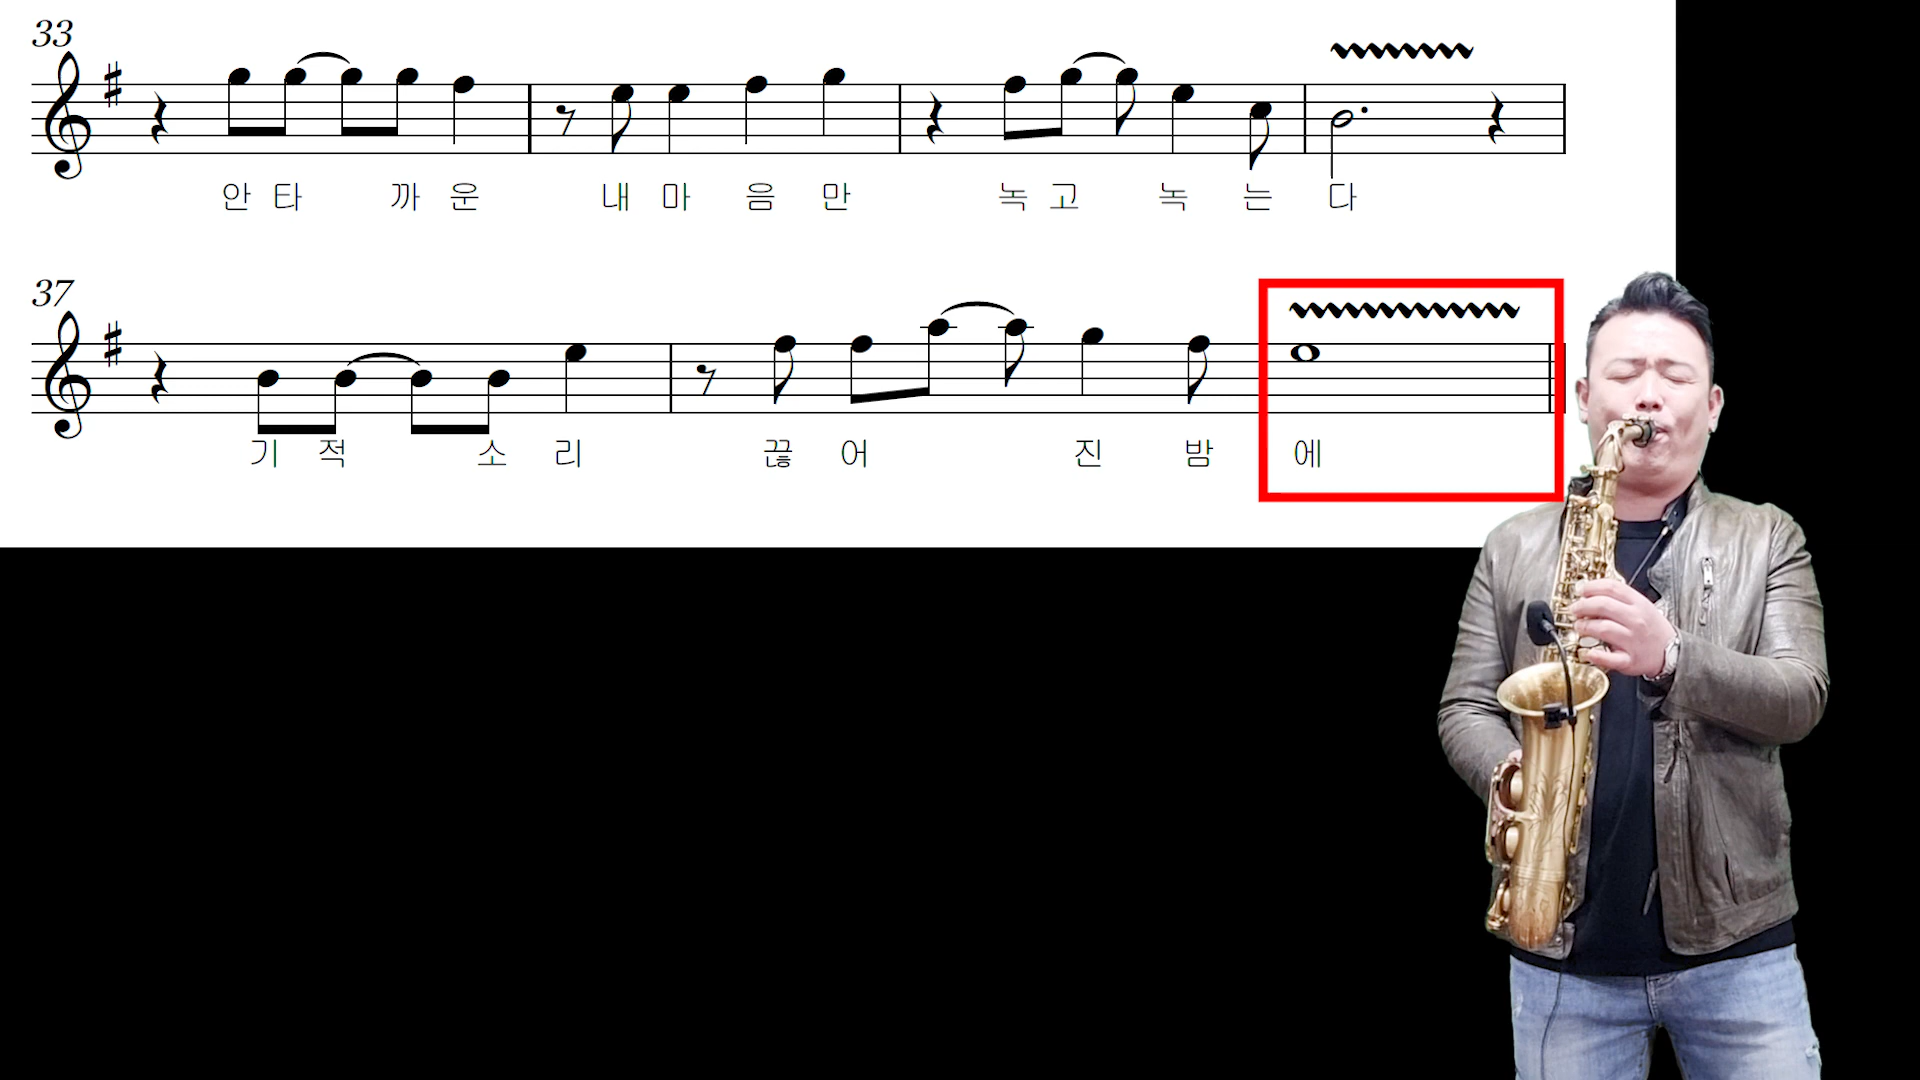 33
안 타 까 운 내 마 음 만 녹 고 녹 는 다
37
기 적 소 리 끊 어 진 밤 에